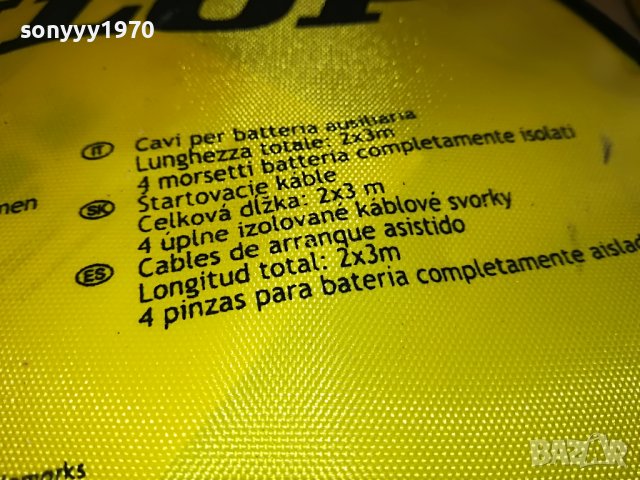 sonyyy1970
IT Cavi per batteria ausiliaria
Lunghezza totale: 2x3m
4 morsetti batteria completamente isolati
SK Štartovacie káble
Celková dĺžka: 2x3 m
4 úplne izolované káblové svorky
ES Cables de arranque asistido
Longitud total: 2x3m
4 pinzas para bateria completamente aislad
BAZAR